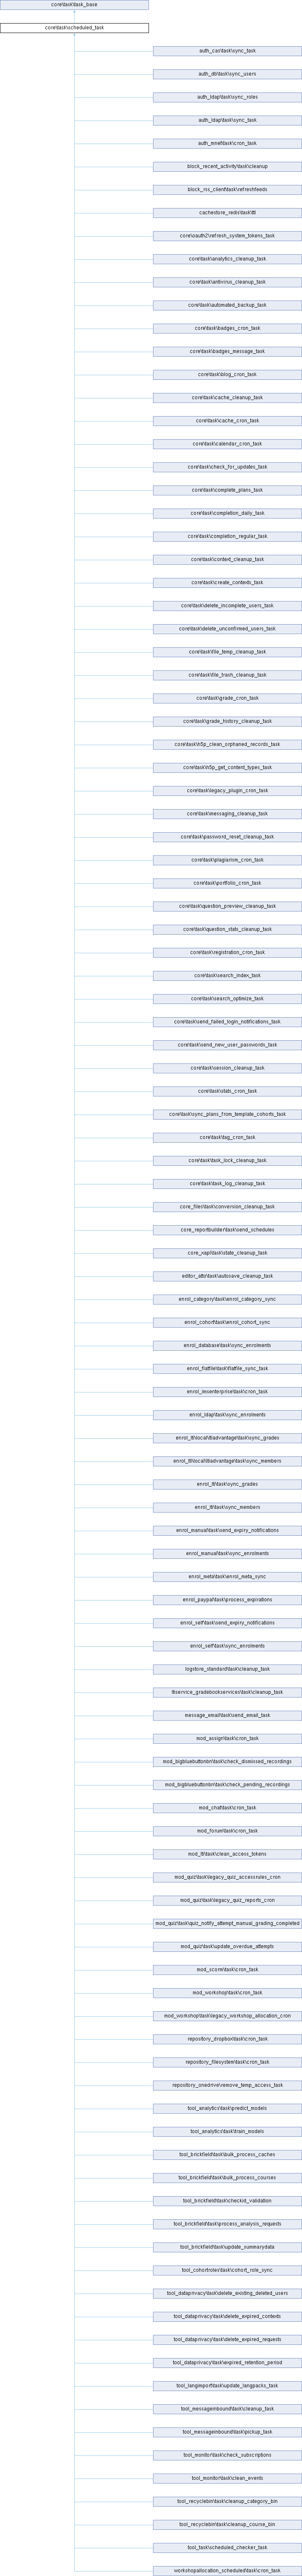 core\task\task_base
core\task\scheduled_task
auth_cas\task\sync_task
auth_db\task\sync_users
auth_ldap\task\sync_roles
auth_ldap\task\sync_task
auth_mnet\task\cron_task
block_recent_activity\task\cleanup
block_rss_client\task\refreshfeeds
cachestore_redis\task\ttl
core\oauth2\refresh_system_tokens_task
core\task\analytics_cleanup_task
core\task\antivirus_cleanup_task
core\task\automated_backup_task
core\task\badges_cron_task
core\task\badges_message_task
core\task\blog_cron_task
core\task\cache_cleanup_task
core\task\cache_cron_task
core\task\calendar_cron_task
core\task\check_for_updates_task
core\task\complete_plans_task
core\task\completion_daily_task
core\task\completion_regular_task
core\task\context_cleanup_task
core\task\create_contexts_task
core\task\delete_incomplete_users_task
core\task\delete_unconfirmed_users_task
core\task\file_temp_cleanup_task
core\task\file_trash_cleanup_task
core\task\grade_cron_task
core\task\grade_history_cleanup_task
core\task\h5p_clean_orphaned_records_task
core\task\h5p_get_content_types_task
core\task\legacy_plugin_cron_task
core\task\messaging_cleanup_task
core\task\password_reset_cleanup_task
core\task\plagiarism_cron_task
core\task\portfolio_cron_task
core\task\question_preview_cleanup_task
core\task\question_stats_cleanup_task
core\task\registration_cron_task
core\task\search_index_task
core\task\search_optimize_task
core\task\send_failed_login_notifications_task
core\task\send_new_user_passwords_task
core\task\session_cleanup_task
core\task\stats_cron_task
core\task\sync_plans_from_template_cohorts_task
core\task\tag_cron_task
core\task\task_lock_cleanup_task
core\task\task_log_cleanup_task
core_files\task\conversion_cleanup_task
core_reportbuilder\task\send_schedules
core_xapi\task\state_cleanup_task
editor_atto\task\autosave_cleanup_task
enrol_category\task\enrol_category_sync
enrol_cohort\task\enrol_cohort_sync
enrol_database\task\sync_enrolments
enrol_flatfile\task\flatfile_sync_task
enrol_imsenterprise\task\cron_task
enrol_ldap\task\sync_enrolments
enrol_lti\local\ltiadvantage\task\sync_grades
enrol_lti\local\ltiadvantage\task\sync_members
enrol_lti\task\sync_grades
enrol_lti\task\sync_members
enrol_manual\task\send_expiry_notifications
enrol_manual\task\sync_enrolments
enrol_meta\task\enrol_meta_sync
enrol_paypal\task\process_expirations
enrol_self\task\send_expiry_notifications
enrol_self\task\sync_enrolments
logstore_standard\task\cleanup_task
ltiservice_gradebookservices\task\cleanup_task
message_email\task\send_email_task
mod_assign\task\cron_task
mod_bigbluebuttonbn\task\check_dismissed_recordings
mod_bigbluebuttonbn\task\check_pending_recordings
mod_chat\task\cron_task
mod_forum\task\cron_task
mod_lti\task\clean_access_tokens
mod_quiz\task\legacy_quiz_accessrules_cron
mod_quiz\task\legacy_quiz_reports_cron
mod_quiz\task\quiz_notify_attempt_manual_grading_completed
mod_quiz\task\update_overdue_attempts
mod_scorm\task\cron_task
mod_workshop\task\cron_task
mod_workshop\task\legacy_workshop_allocation_cron
repository_dropbox\task\cron_task
repository_filesystem\task\cron_task
repository_onedrive\remove_temp_access_task
tool_analytics\task\predict_models
tool_analytics\task\train_models
tool_brickfield\task\bulk_process_caches
tool_brickfield\task\bulk_process_courses
tool_brickfield\task\checkid_validation
tool_brickfield\task\process_analysis_requests
tool_brickfield\task\update_summarydata
tool_cohortroles\task\cohort_role_sync
tool_dataprivacy\task\delete_existing_deleted_users
tool_dataprivacy\task\delete_expired_contexts
tool_dataprivacy\task\delete_expired_requests
tool_dataprivacy\task\expired_retention_period
tool_langimport\task\update_langpacks_task
tool_messageinbound\task\cleanup_task
tool_messageinbound\task\pickup_task
tool_monitor\task\check_subscriptions
tool_monitor\task\clean_events
tool_recyclebin\task\cleanup_category_bin
tool_recyclebin\task\cleanup_course_bin
tool_task\scheduled_checker_task
workshopallocation_scheduled\task\cron_task